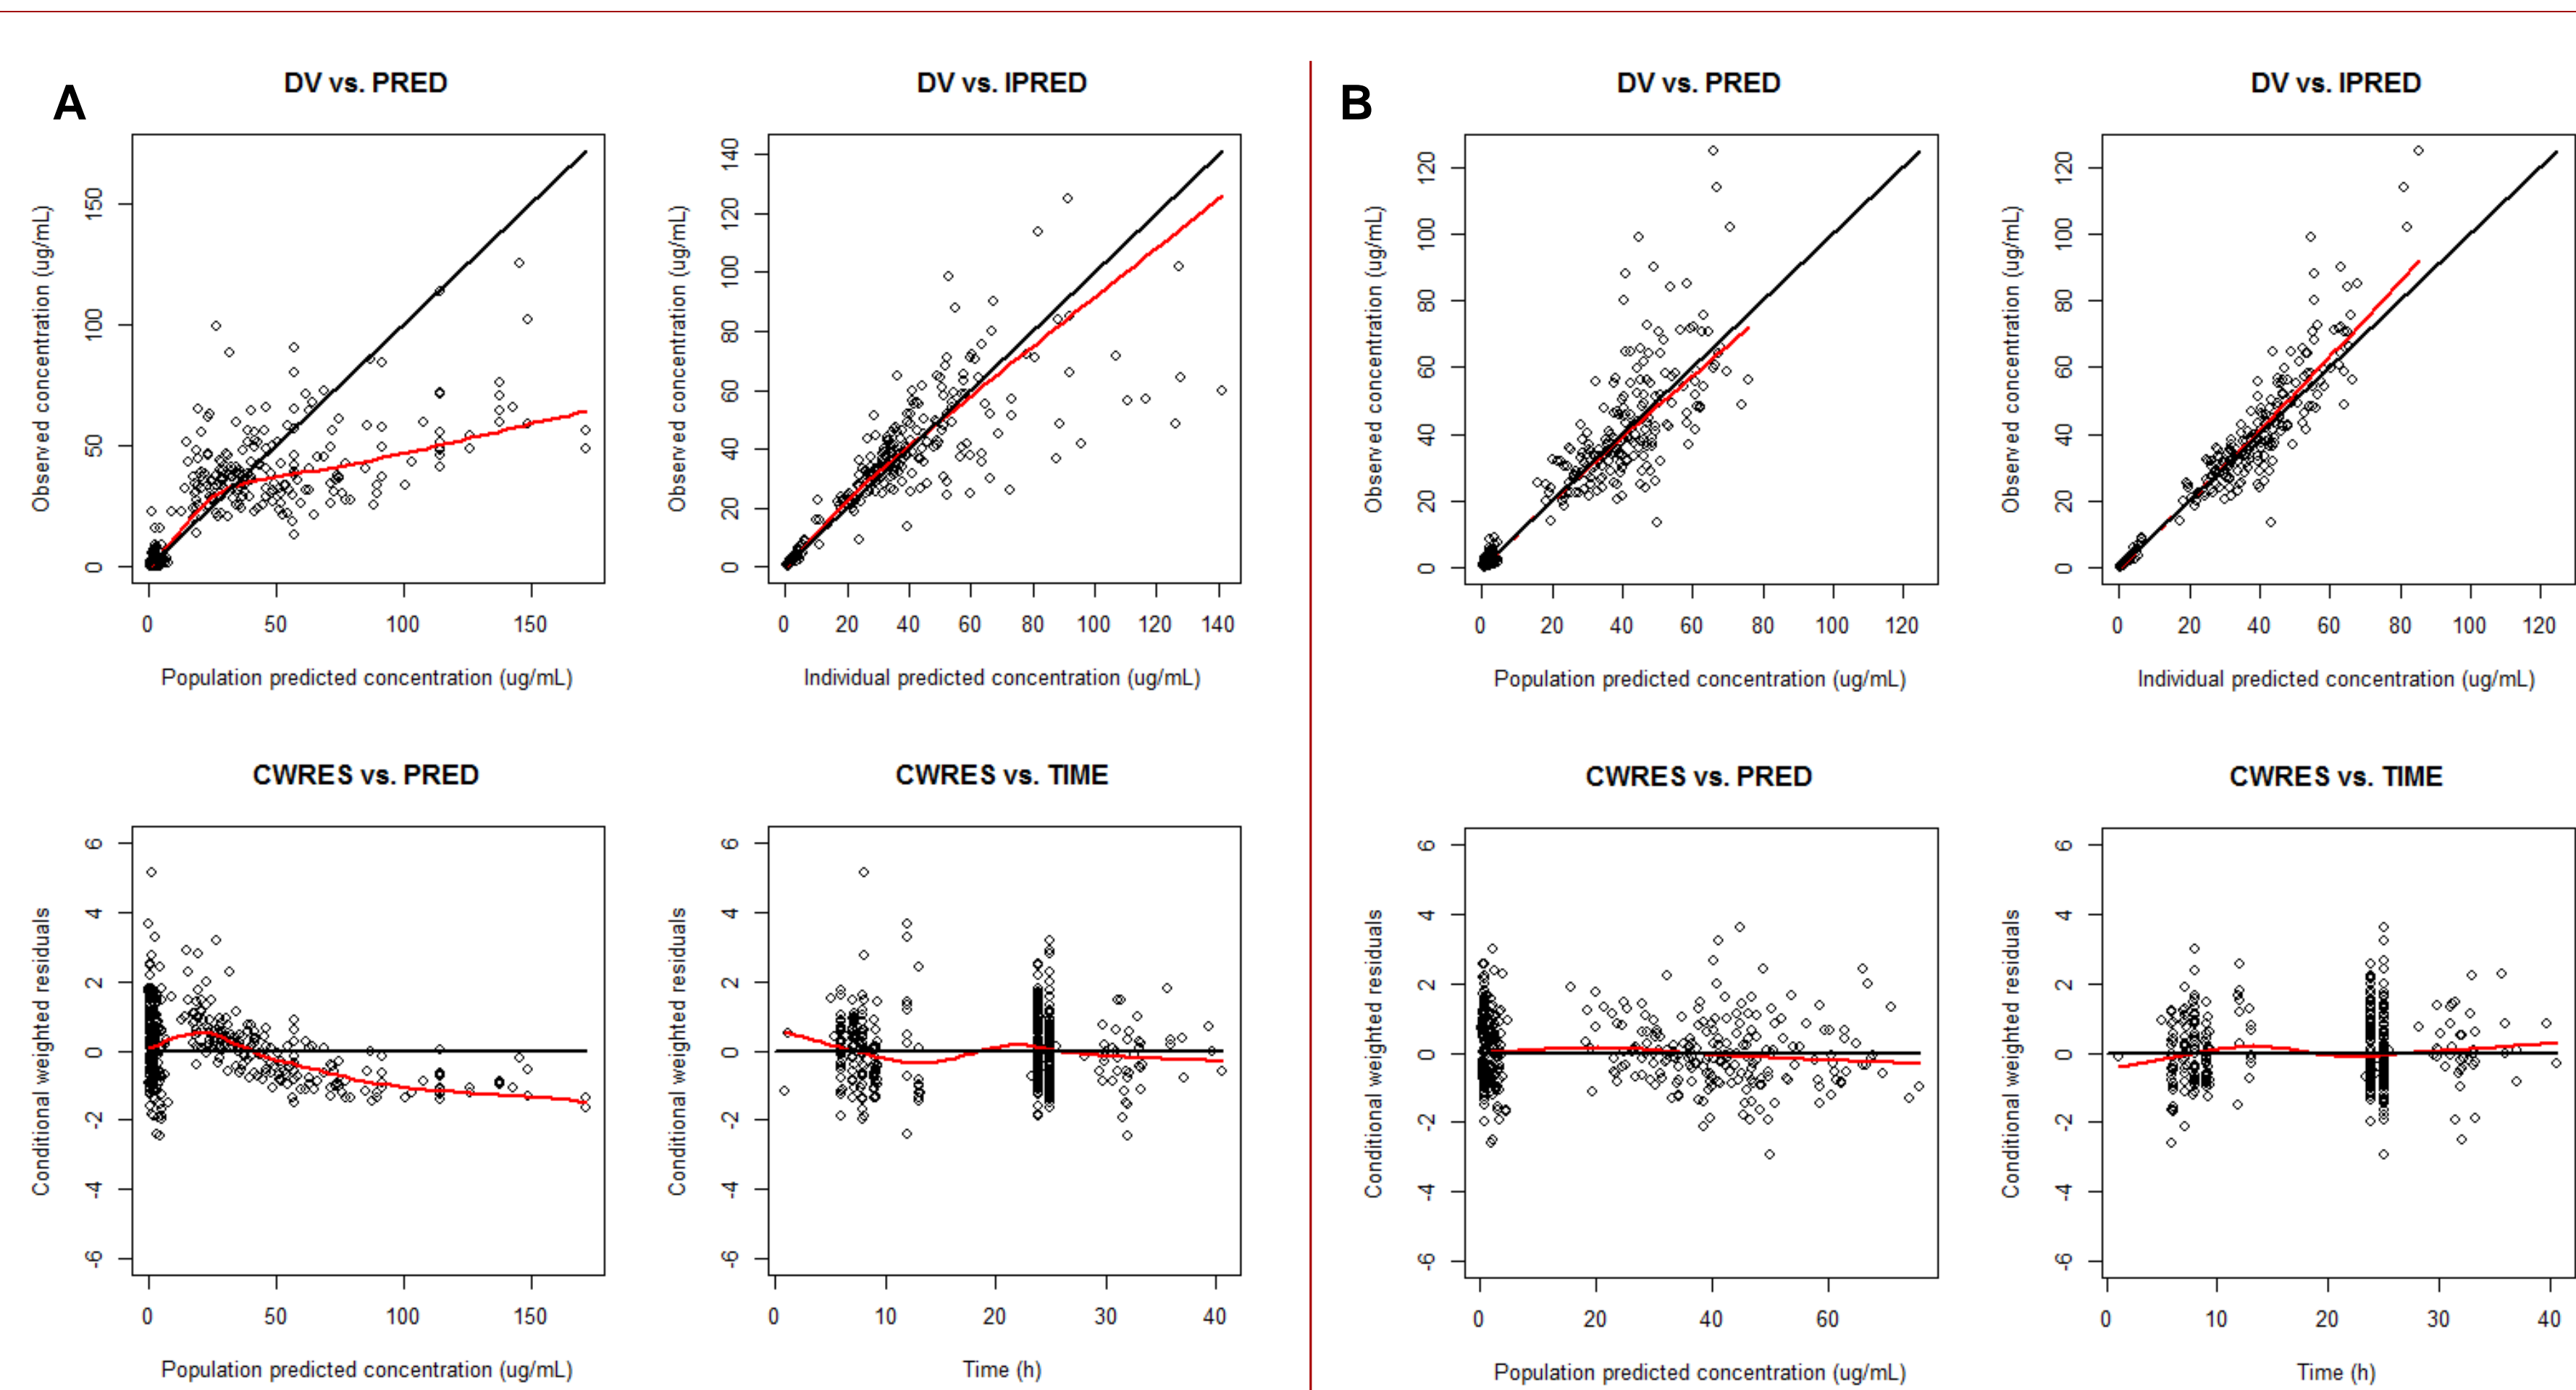 A
DV vs. PRED
Observed concentration (ug/mL)
0 50 100 150
0 50 100 150
Population predicted concentration (ug/mL)
DV vs. IPRED
Observed concentration (ug/mL)
0 20 40 60 80 100 120 140
0 20 40 60 80 100 120 140
Individual predicted concentration (ug/mL)
CWRES vs. PRED
Conditional weighted residuals
-6 -4 -2 0 2 4 6
0 50 100 150
Population predicted concentration (ug/mL)
CWRES vs. TIME
Conditional weighted residuals
-6 -4 -2 0 2 4 6
0 10 20 30 40
Time (h)
B
DV vs. PRED
Observed concentration (ug/mL)
0 20 40 60 80 100 120
0 20 40 60 80 100 120
Population predicted concentration (ug/mL)
DV vs. IPRED
Observed concentration (ug/mL)
0 20 40 60 80 100 120
0 20 40 60 80 100 120
Individual predicted concentration (ug/mL)
CWRES vs. PRED
Conditional weighted residuals
-6 -4 -2 0 2 4 6
0 20 40 60
Population predicted concentration (ug/mL)
CWRES vs. TIME
Conditional weighted residuals
-6 -4 -2 0 2 4 6
0 10 20 30 40
Time (h)